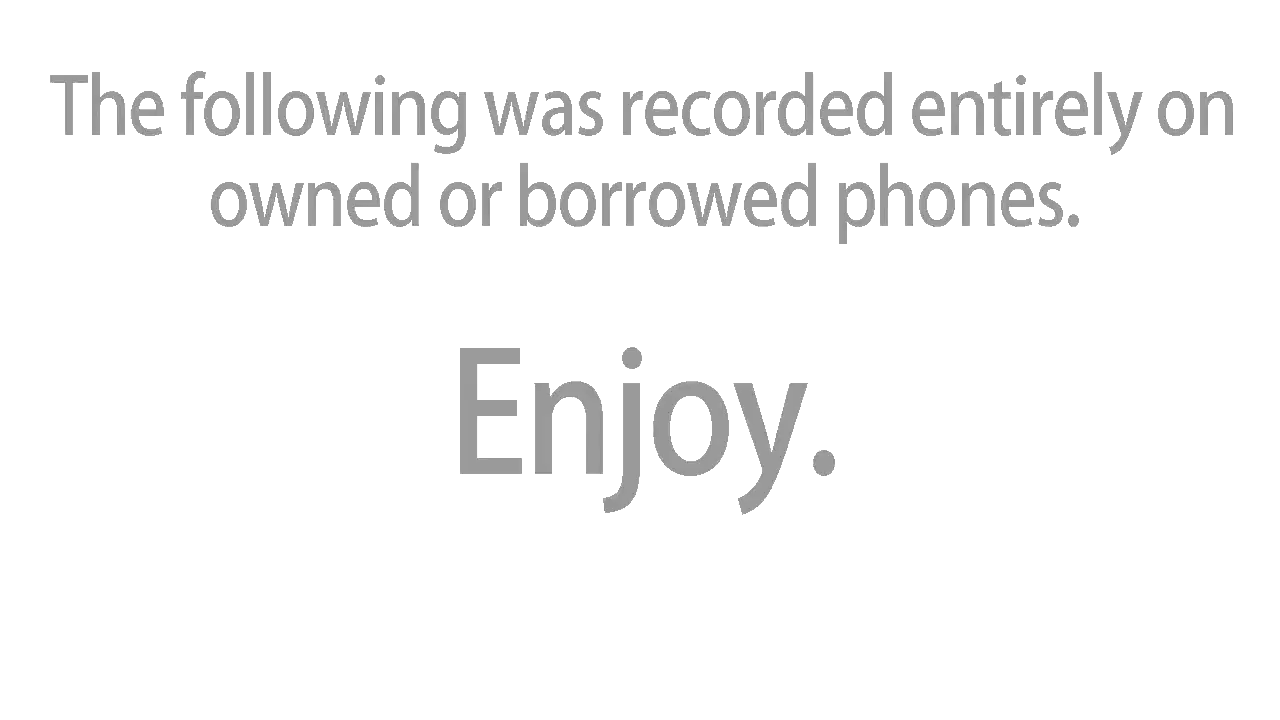 The following was recorded entirely on
owned or borrowed phones.
Enjoy.